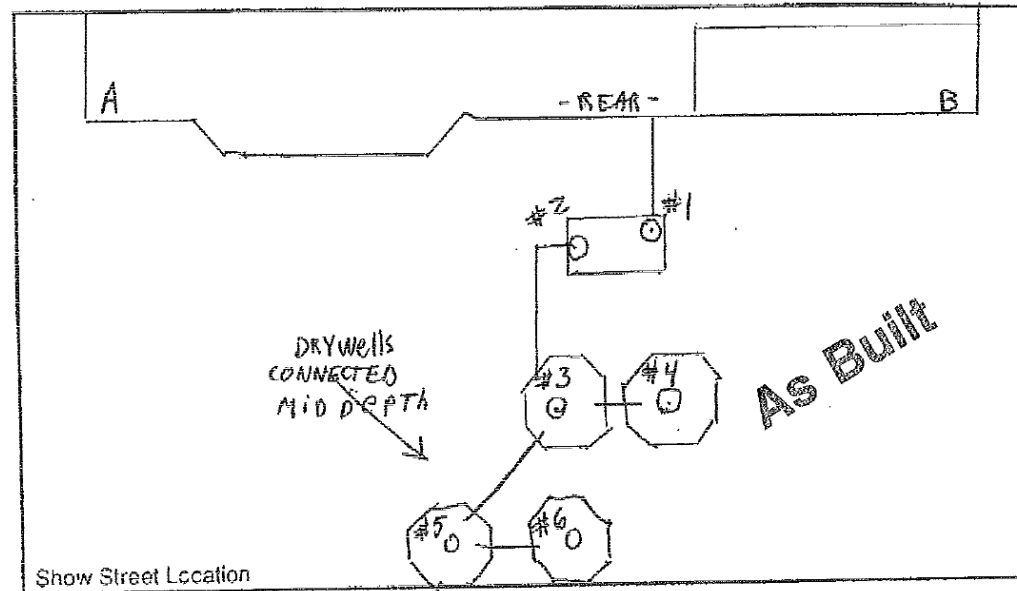 A
- REAR -
B
#2
#1
DRYWells
CONNECTED
MiD DePTH
#3
#4
As Built
#5
#6
Show Street Location